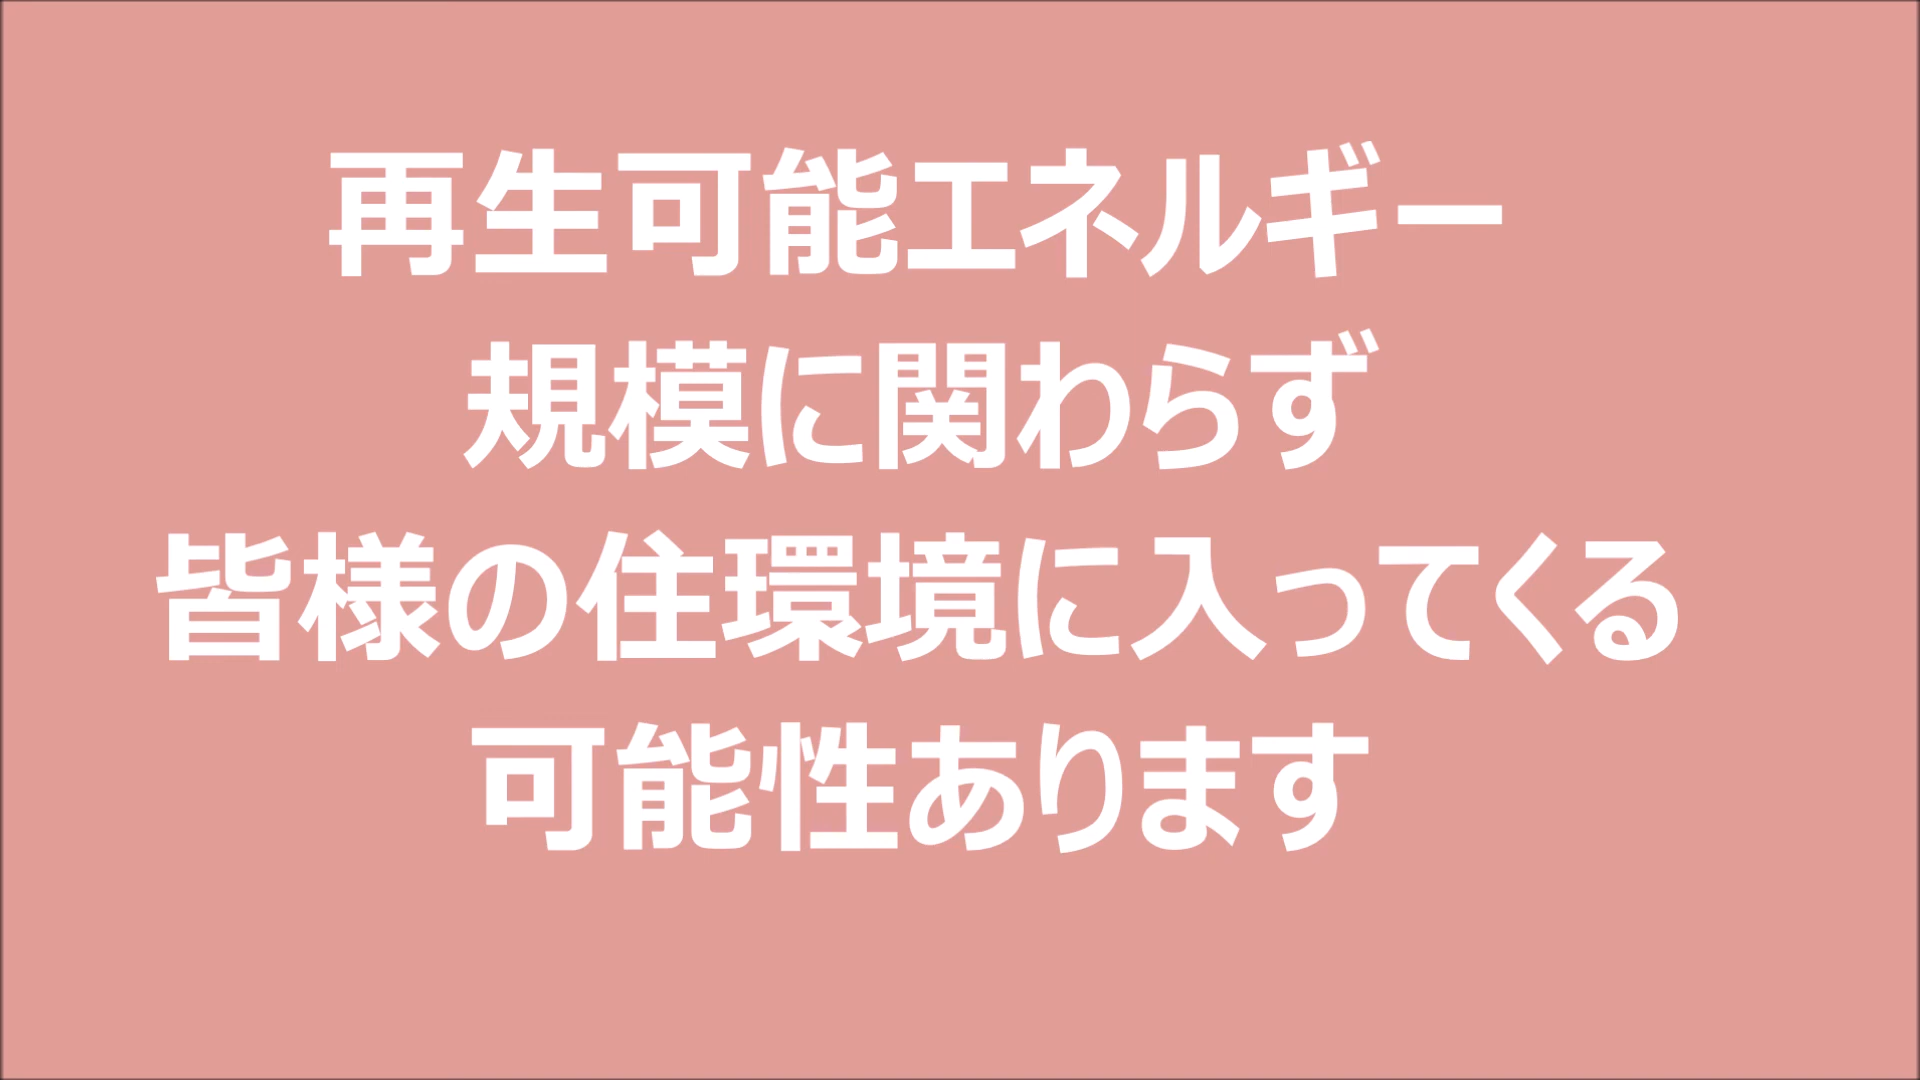 再生可能エネルギー
規模に関わらず
皆様の住環境に入ってくる
可能性あります